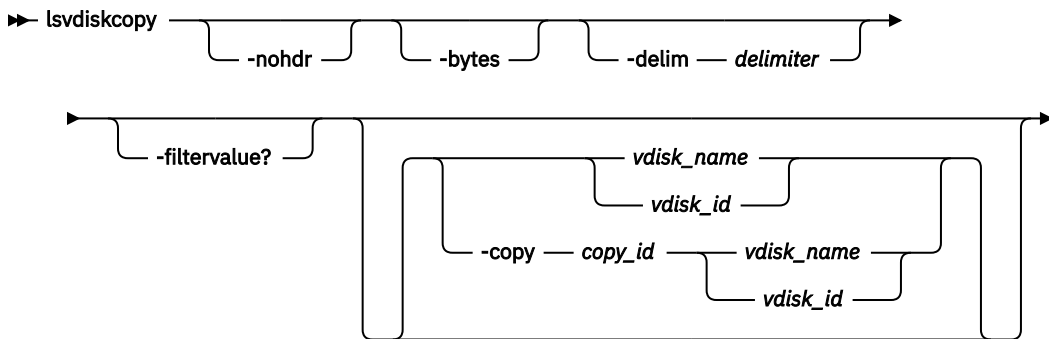 lsvdiskcopy
-nohdr -bytes -delim delimiter
-filtervalue? vdisk_name
vdisk_id
-copy copy_id vdisk_name
vdisk_id